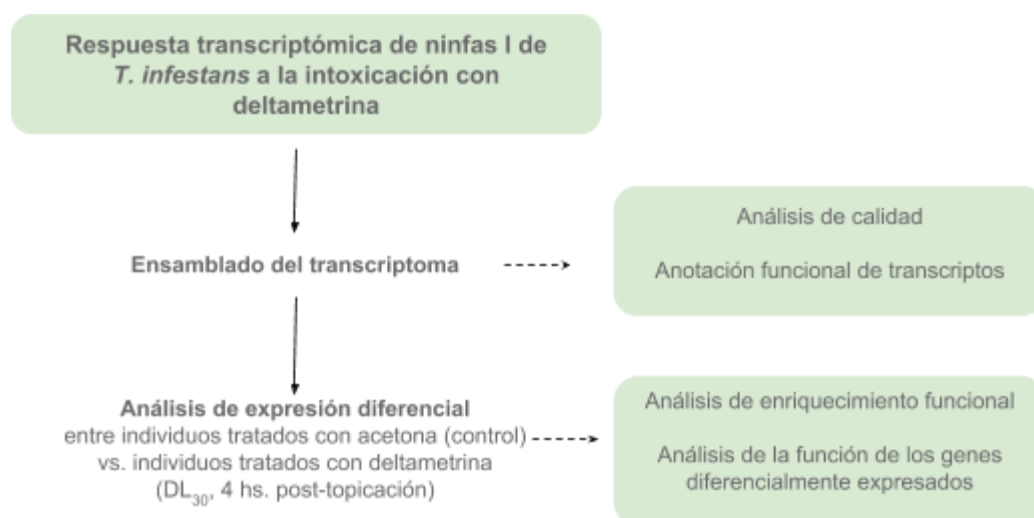 Respuesta transcriptómica de ninfas I de
T. infestans a la intoxicación con
deltametrina
Análisis de calidad
Ensamblado del transcriptoma
Anotación funcional de transcriptos
Análisis de expresión diferencial
entre individuos tratados con acetona (control)
vs. individuos tratados con deltametrina
(DL30, 4 hs. post-topicación)
Análisis de enriquecimiento funcional
Análisis de la función de los genes
diferencialmente expresados